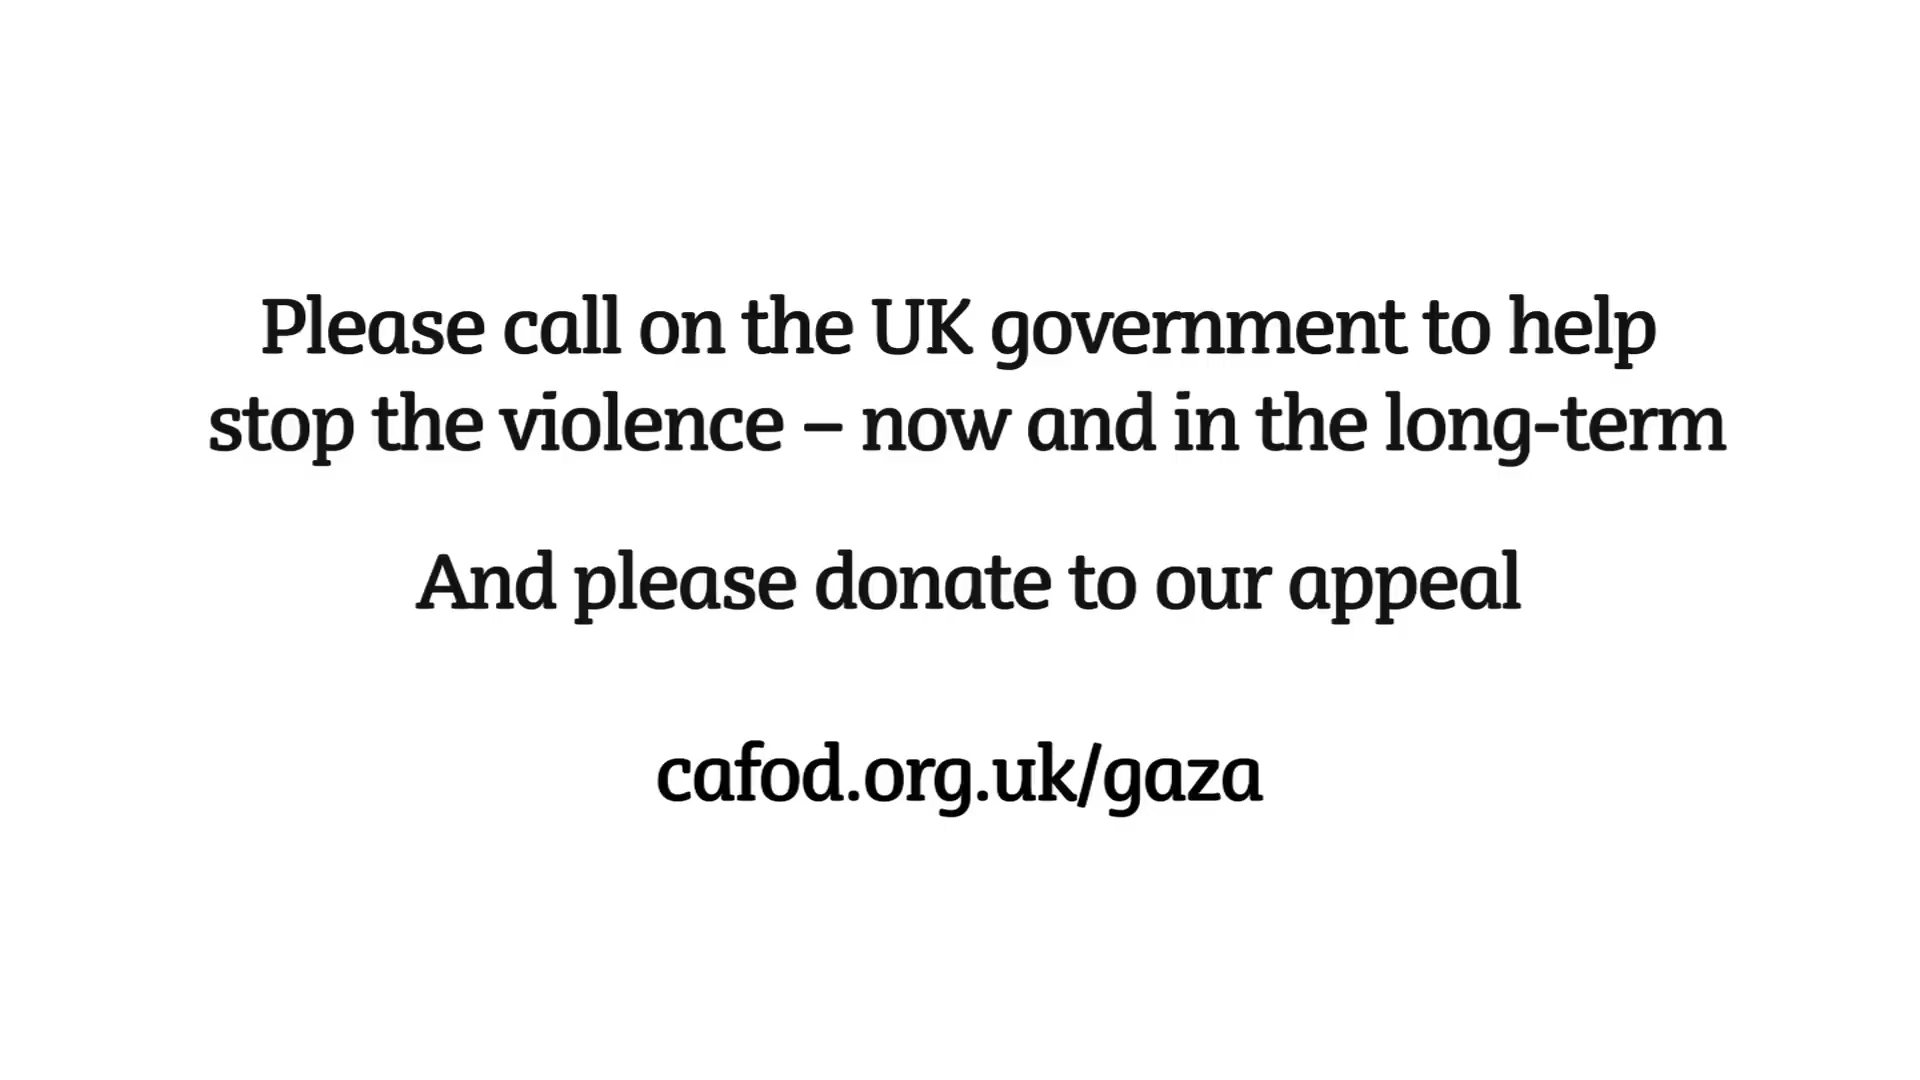 Please call on the UK government to help
stop the violence – now and in the long-term
And please donate to our appeal
cafod.org.uk/gaza